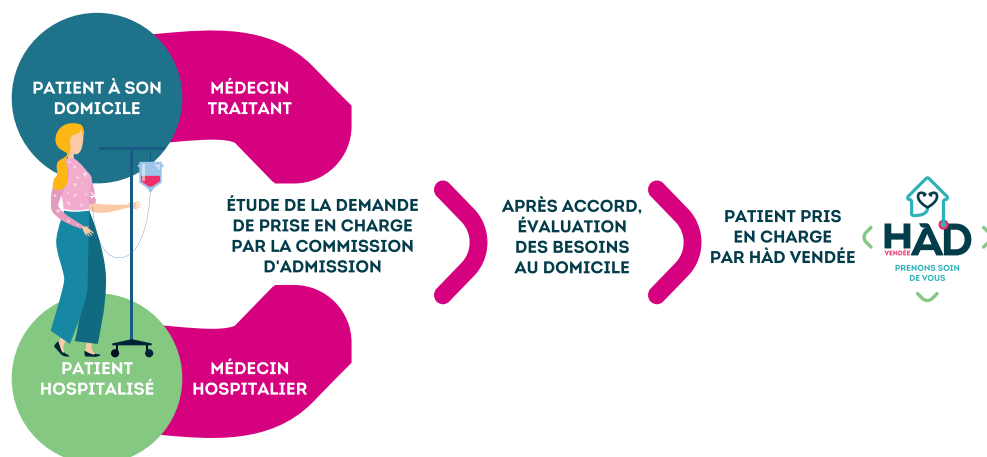 PATIENT À SON
DOMICILE
MÉDECIN
TRAITANT
ÉTUDE DE LA DEMANDE
DE PRISE EN CHARGE
PAR LA COMMISSION
D'ADMISSION
PATIENT
HOSPITALISÉ
MÉDECIN
HOSPITALIER
APRÈS ACCORD,
ÉVALUATION
DES BESOINS
AU DOMICILE
PATIENT PRIS
EN CHARGE
PAR HÀD VENDÉE
HÀD
VENDÉE
PRENONS SOIN
DE VOUS